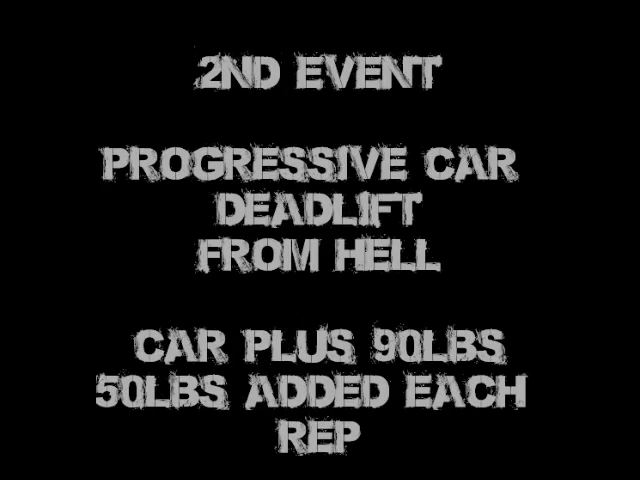 2ND EVENT
PROGRESSIVE CAR
DEADLIFT
FROM HELL
CAR PLUS 90LBS
50LBS ADDED EACH
REP